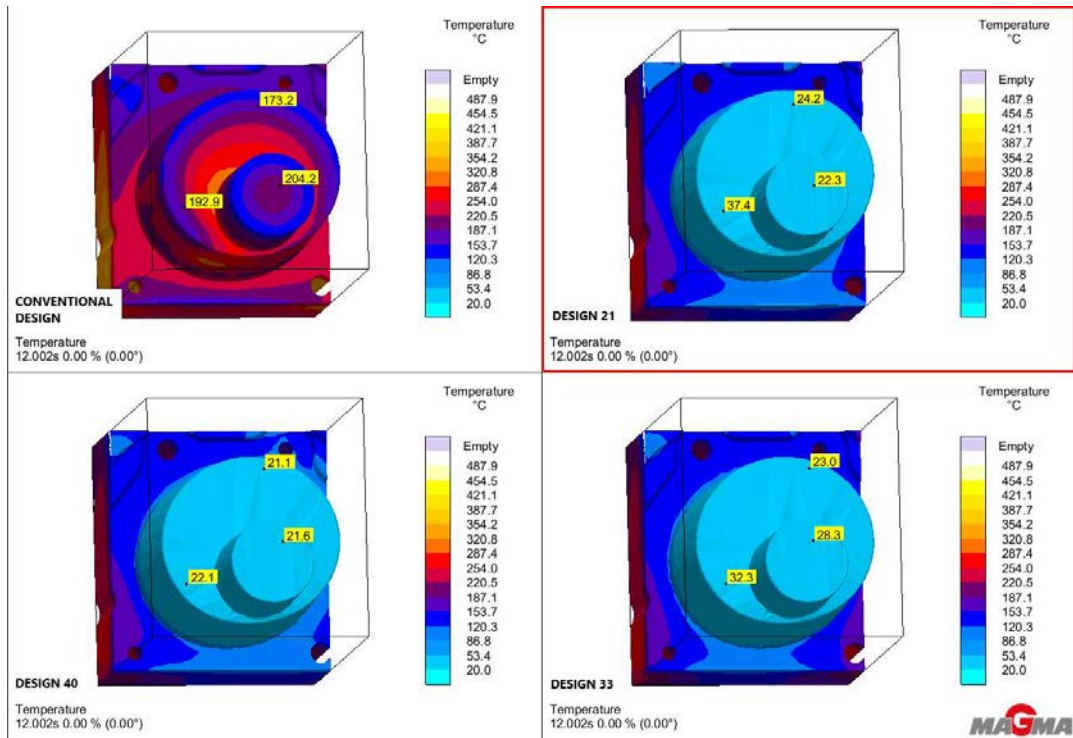 Temperature
°C
Empty
487.9
454.5
421.1
387.7
354.2
320.8
287.4
254.0
220.5
187.1
153.7
120.3
86.8
53.4
20.0
173.2
204.2
192.9
CONVENTIONAL
DESIGN
Temperature
12.002s 0.00 % (0.00°)
Temperature
°C
Empty
487.9
454.5
421.1
387.7
354.2
320.8
287.4
254.0
220.5
187.1
153.7
120.3
86.8
53.4
20.0
24.2
22.3
37.4
DESIGN 21
Temperature
12.002s 0.00 % (0.00°)
Temperature
°C
Empty
487.9
454.5
421.1
387.7
354.2
320.8
287.4
254.0
220.5
187.1
153.7
120.3
86.8
53.4
20.0
21.1
21.6
22.1
DESIGN 40
Temperature
12.002s 0.00 % (0.00°)
Temperature
°C
Empty
487.9
454.5
421.1
387.7
354.2
320.8
287.4
254.0
220.5
187.1
153.7
120.3
86.8
53.4
20.0
23.0
28.3
32.3
DESIGN 33
Temperature
12.002s 0.00 % (0.00°)
MAGMA